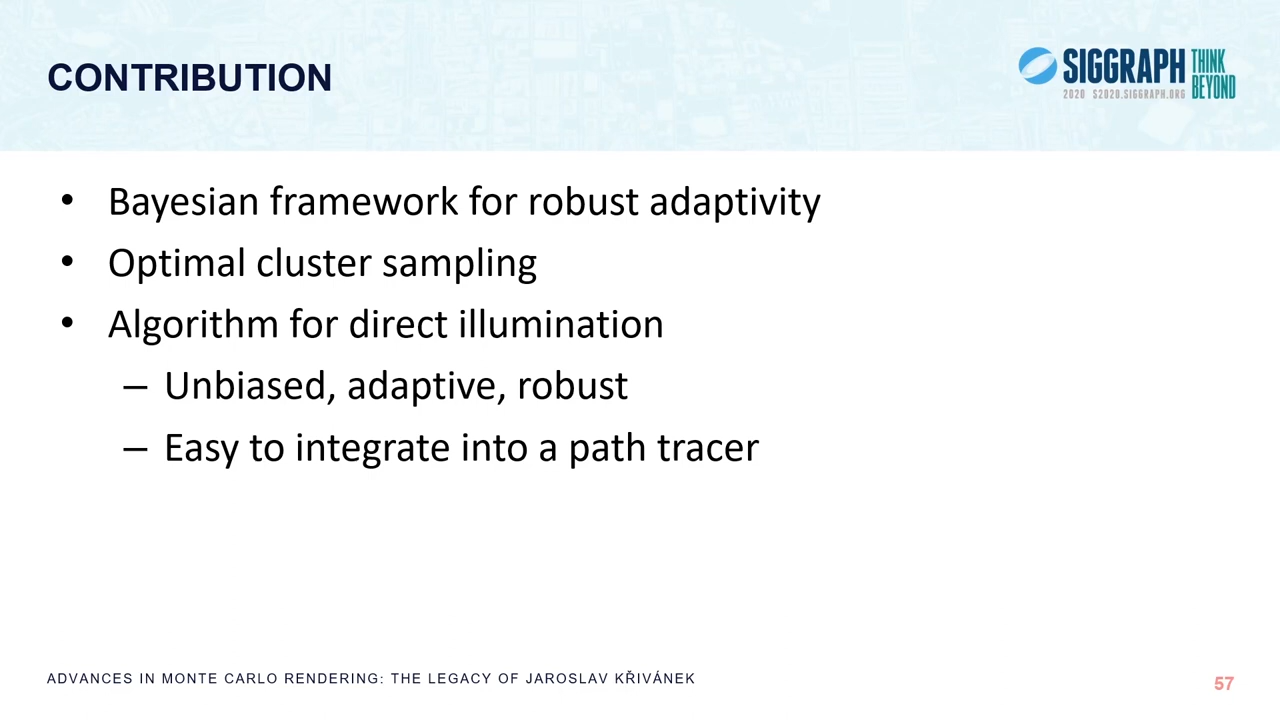 CONTRIBUTION
SIGGRAPH THINK
2020 S2020.SIGGRAPH.ORG BEYOND
• Bayesian framework for robust adaptivity
• Optimal cluster sampling
• Algorithm for direct illumination
– Unbiased, adaptive, robust
– Easy to integrate into a path tracer
ADVANCES IN MONTE CARLO RENDERING: THE LEGACY OF JAROSLAV KŘIVÁNEK
57